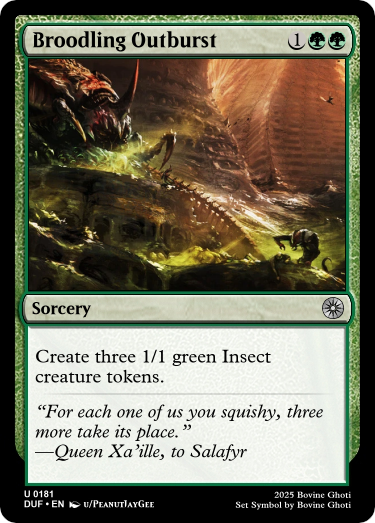 Broodling Outburst 1
Sorcery
Create three 1/1 green Insect
creature tokens.
“For each one of us you squishy, three
more take its place.”
—Queen Xa'ille, to Salafyr
U 0181
DUF • EN u/PeanutJayGee
2025 Bovine Ghoti
Set Symbol by Bovine Ghoti